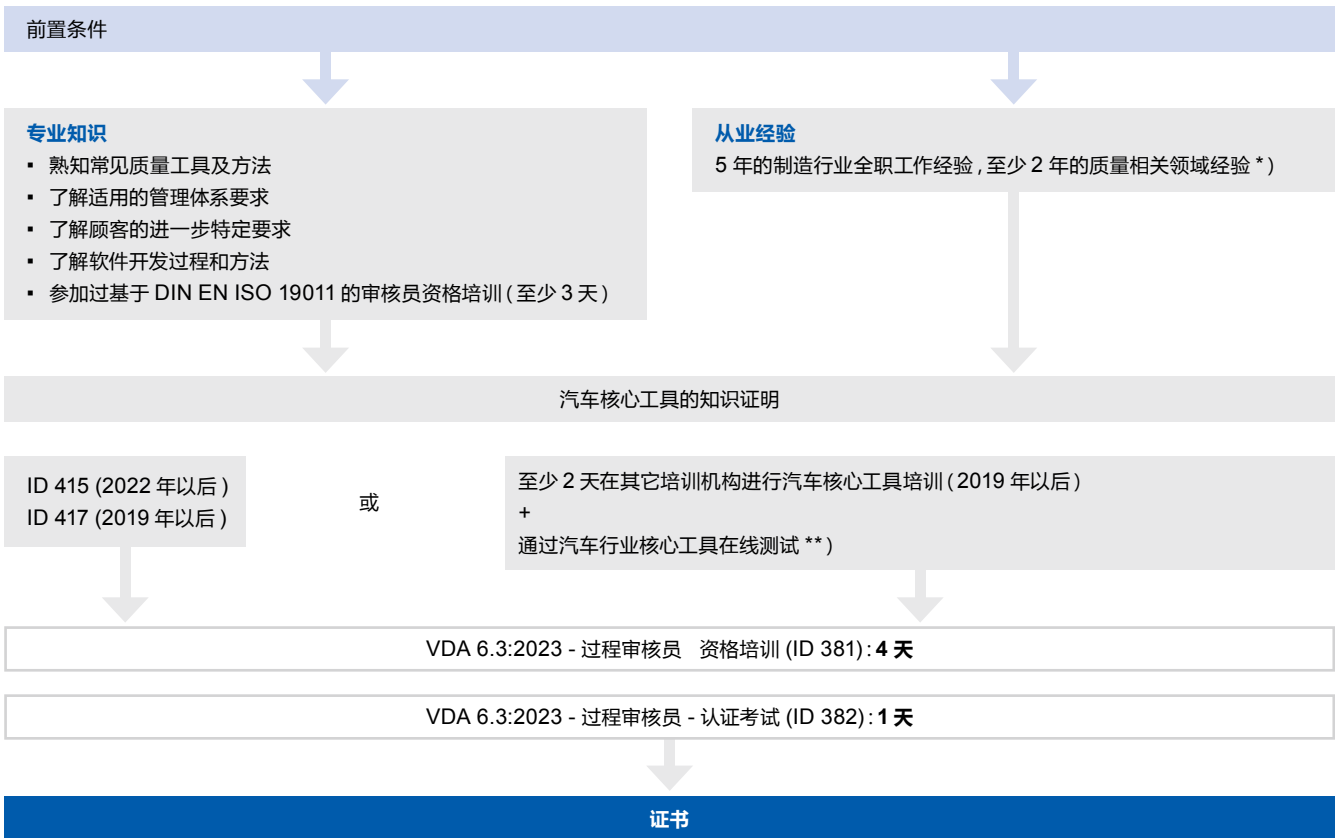 前置条件
专业知识
▪ 熟知常见质量工具及方法
▪ 了解适用的管理体系要求
▪ 了解顾客的进一步特定要求
▪ 了解软件开发过程和方法
▪ 参加过基于 DIN EN ISO 19011 的审核员资格培训(至少 3 天)
从业经验
5 年的制造行业全职工作经验,至少 2 年的质量相关领域经验 *)
汽车核心工具的知识证明
ID 415 (2022 年以后)
ID 417 (2019 年以后)
或
至少 2 天在其它培训机构进行汽车核心工具培训(2019 年以后)
+
通过汽车行业核心工具在线测试 **)
VDA 6.3:2023 - 过程审核员 资格培训 (ID 381):4 天
VDA 6.3:2023 - 过程审核员 - 认证考试 (ID 382):1 天
证书